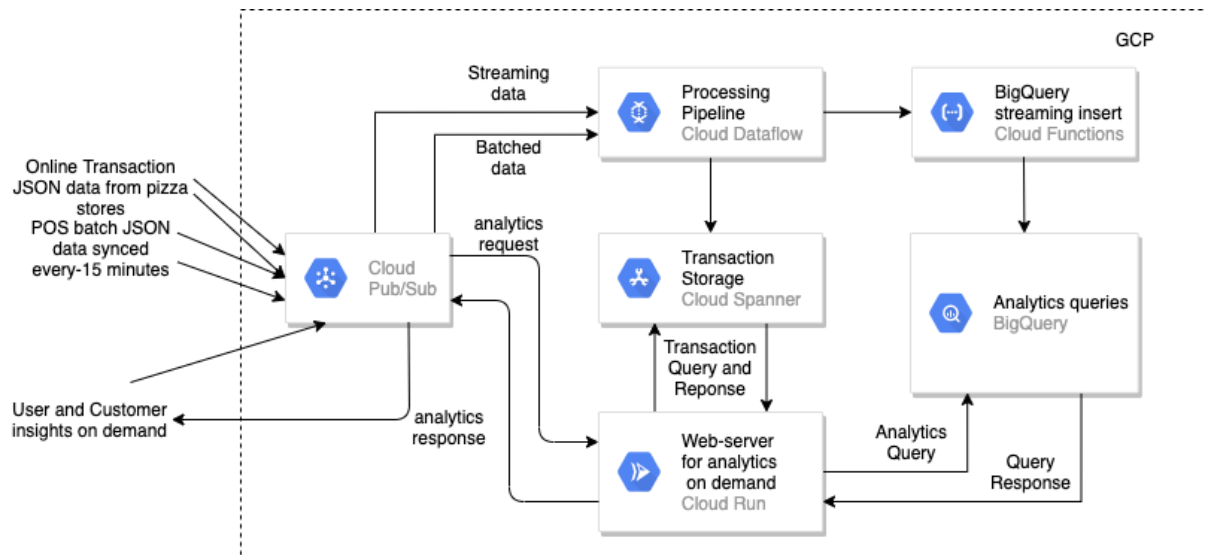 GCP
Streaming
data
Processing
Pipeline
Cloud Dataflow
BigQuery
streaming insert
Cloud Functions
Batched
data
Online Transaction
JSON data from pizza
stores
POS batch JSON
data synced
every-15 minutes
analytics
request
Cloud
Pub/Sub
Transaction
Storage
Cloud Spanner
Analytics queries
BigQuery
Transaction
Query and
Reponse
User and Customer
insights on demand
analytics
response
Web-server
for analytics
on demand
Cloud Run
Analytics
Query
Query
Response